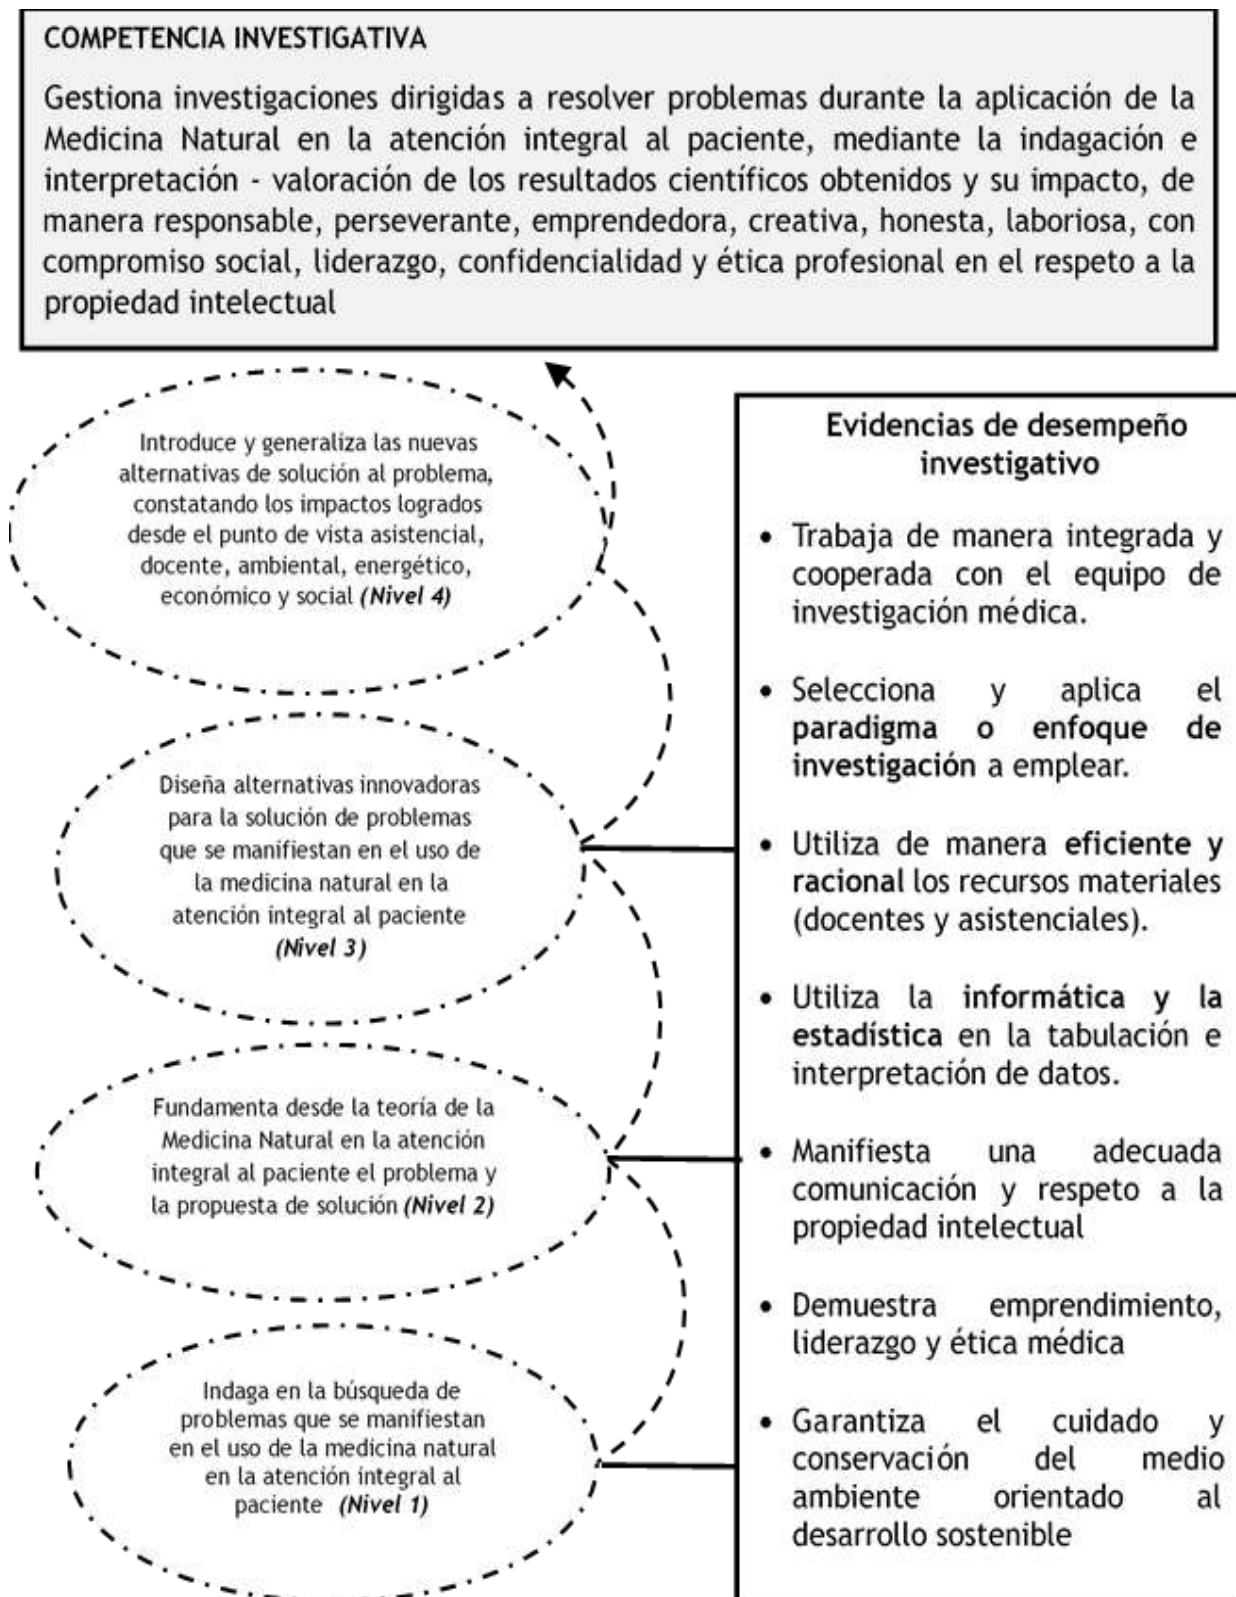 COMPETENCIA INVESTIGATIVA
Gestiona investigaciones dirigidas a resolver problemas durante la aplicación de la
Medicina Natural en la atención integral al paciente, mediante la indagación e
interpretación - valoración de los resultados científicos obtenidos y su impacto, de
manera responsable, perseverante, emprendedora, creativa, honesta, laboriosa, con
compromiso social, liderazgo, confidencialidad y ética profesional en el respeto a la
propiedad intelectual
Introduce y generaliza las nuevas
alternativas de solución al problema,
constatando los impactos logrados
desde el punto de vista asistencial,
docente, ambiental, energético,
económico y social (Nivel 4)
Diseña alternativas innovadoras
para la solución de problemas
que se manifiestan en el uso de
la medicina natural en la
atención integral al paciente
(Nivel 3)
Fundamenta desde la teoría de la
Medicina Natural en la atención
integral al paciente el problema y
la propuesta de solución (Nivel 2)
Indaga en la búsqueda de
problemas que se manifiestan
en el uso de la medicina natural
en la atención integral al
paciente (Nivel 1)
Evidencias de desempeño
investigativo
• Trabaja de manera integrada y
cooperada con el equipo de
investigación médica.
• Selecciona y aplica el
paradigma o enfoque de
investigación a emplear.
• Utiliza de manera eficiente y
racional los recursos materiales
(docentes y asistenciales).
• Utiliza la informática y la
estadística en la tabulación e
interpretación de datos.
• Manifiesta una adecuada
comunicación y respeto a la
propiedad intelectual
• Demuestra emprendimiento,
liderazgo y ética médica
• Garantiza el cuidado y
conservación del medio
ambiente orientado al
desarrollo sostenible